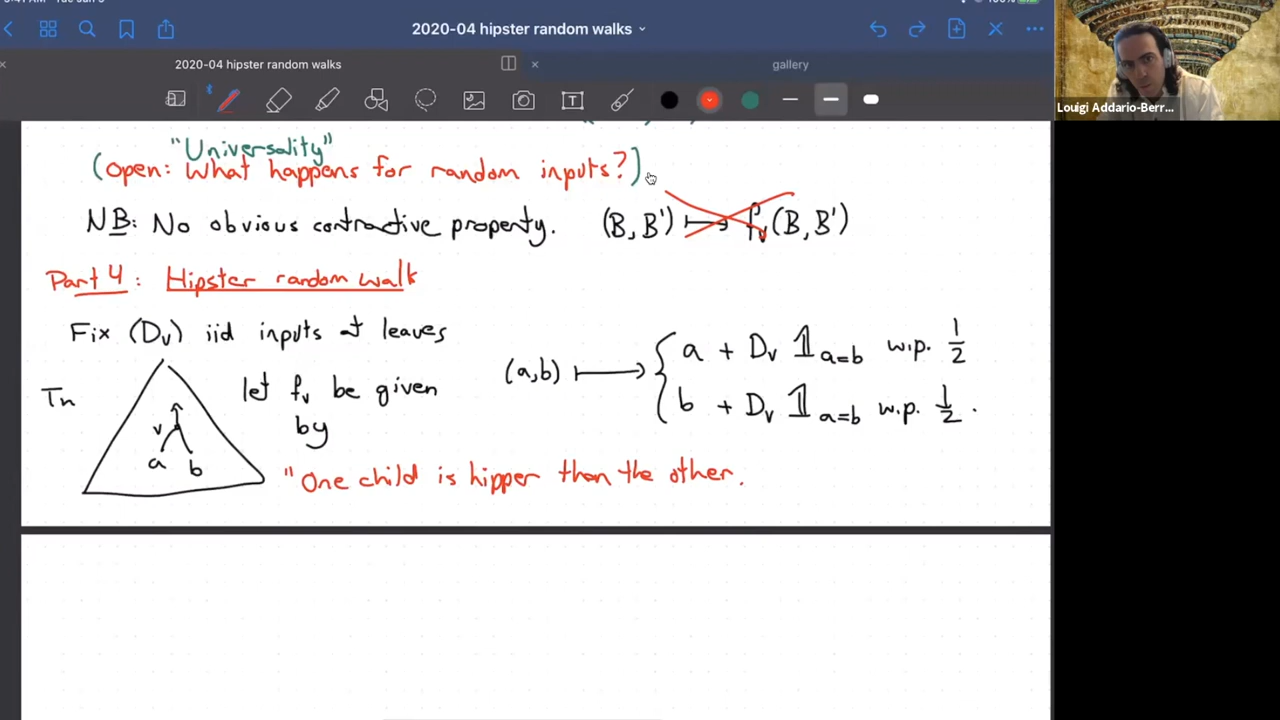 2020-04 hipster random walks
2020-04 hipster random walks
gallery
Louigi Addario-Berr...
"Universality"
(Open: What happens for random inputs?)
NB: No obvious contractive property. (B, B') ↦ f_v(B, B')
Part 4: Hipster random walk
Fix (D_v) iid inputs at leaves
let f_v be given
by
(a,b) ↦ { a + D_v 𝟙_{a=b} w.p. 1/2
b + D_v 𝟙_{a=b} w.p. 1/2.
Tn
v
a b
"One child is hipper than the other.